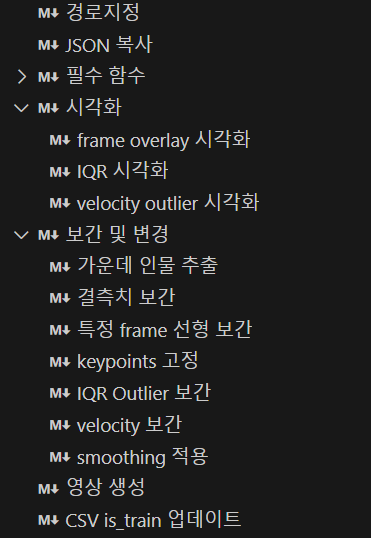 M↓ 경로지정
M↓ JSON 복사
M↓ 필수 함수
M↓ 시각화
M↓ frame overlay 시각화
M↓ IQR 시각화
M↓ velocity outlier 시각화
M↓ 보간 및 변경
M↓ 가운데 인물 추출
M↓ 결측치 보간
M↓ 특정 frame 선형 보간
M↓ keypoints 고정
M↓ IQR Outlier 보간
M↓ velocity 보간
M↓ smoothing 적용
M↓ 영상 생성
M↓ CSV is_train 업데이트